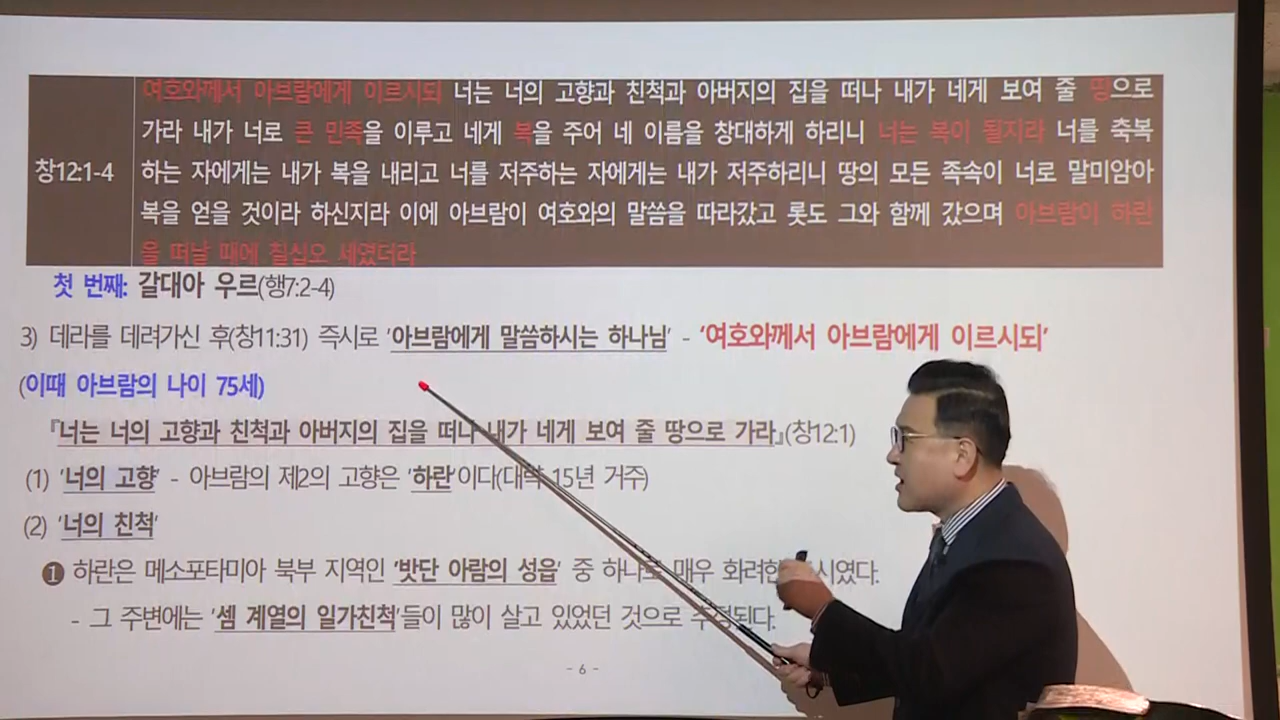 창12:1-4
여호와께서 아브람에게 이르시되 너는 너의 고향과 친척과 아버지의 집을 떠나 내가 네게 보여 줄 땅으로
가라 내가 너로 큰 민족을 이루고 네게 복을 주어 네 이름을 창대하게 하리니 너는 복이 될지라 너를 축복
하는 자에게는 내가 복을 내리고 너를 저주하는 자에게는 내가 저주하리니 땅의 모든 족속이 너로 말미암아
복을 얻을 것이라 하신지라 이에 아브람이 여호와의 말씀을 따라갔고 롯도 그와 함께 갔으며 아브람이 하란
을 떠날 때에 칠십오 세였더라
첫 번째: 갈대아 우르(행7:2-4)
3) 데라를 데려가신 후(창11:31) 즉시로 '아브람에게 말씀하시는 하나님' - '여호와께서 아브람에게 이르시되'
(이때 아브람의 나이 75세)
『너는 너의 고향과 친척과 아버지의 집을 떠나 내가 네게 보여 줄 땅으로 가라』(창12:1)
(1) '너의 고향' - 아브람의 제2의 고향은 '하란'이다(대략 15년 거주)
(2) '너의 친척'
❶ 하란은 메소포타미아 북부 지역인 '밧단 아람의 성읍' 중 하나로 매우 화려한 시였다.
- 그 주변에는 '셈 계열의 일가친척'들이 많이 살고 있었던 것으로 추정된다.
- 6 -